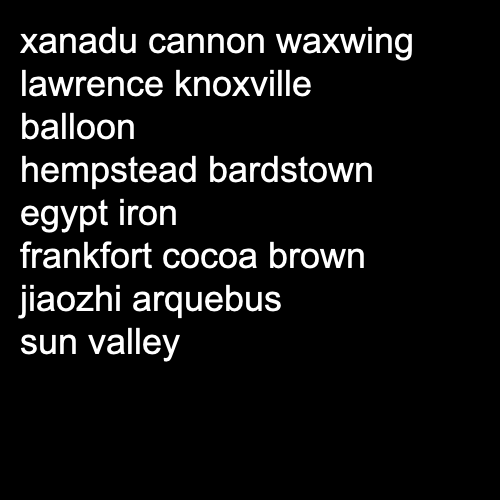 xanadu cannon waxwing
lawrence knoxville
balloon
hempstead bardstown
egypt iron
frankfort cocoa brown
jiaozhi arquebus
sun valley